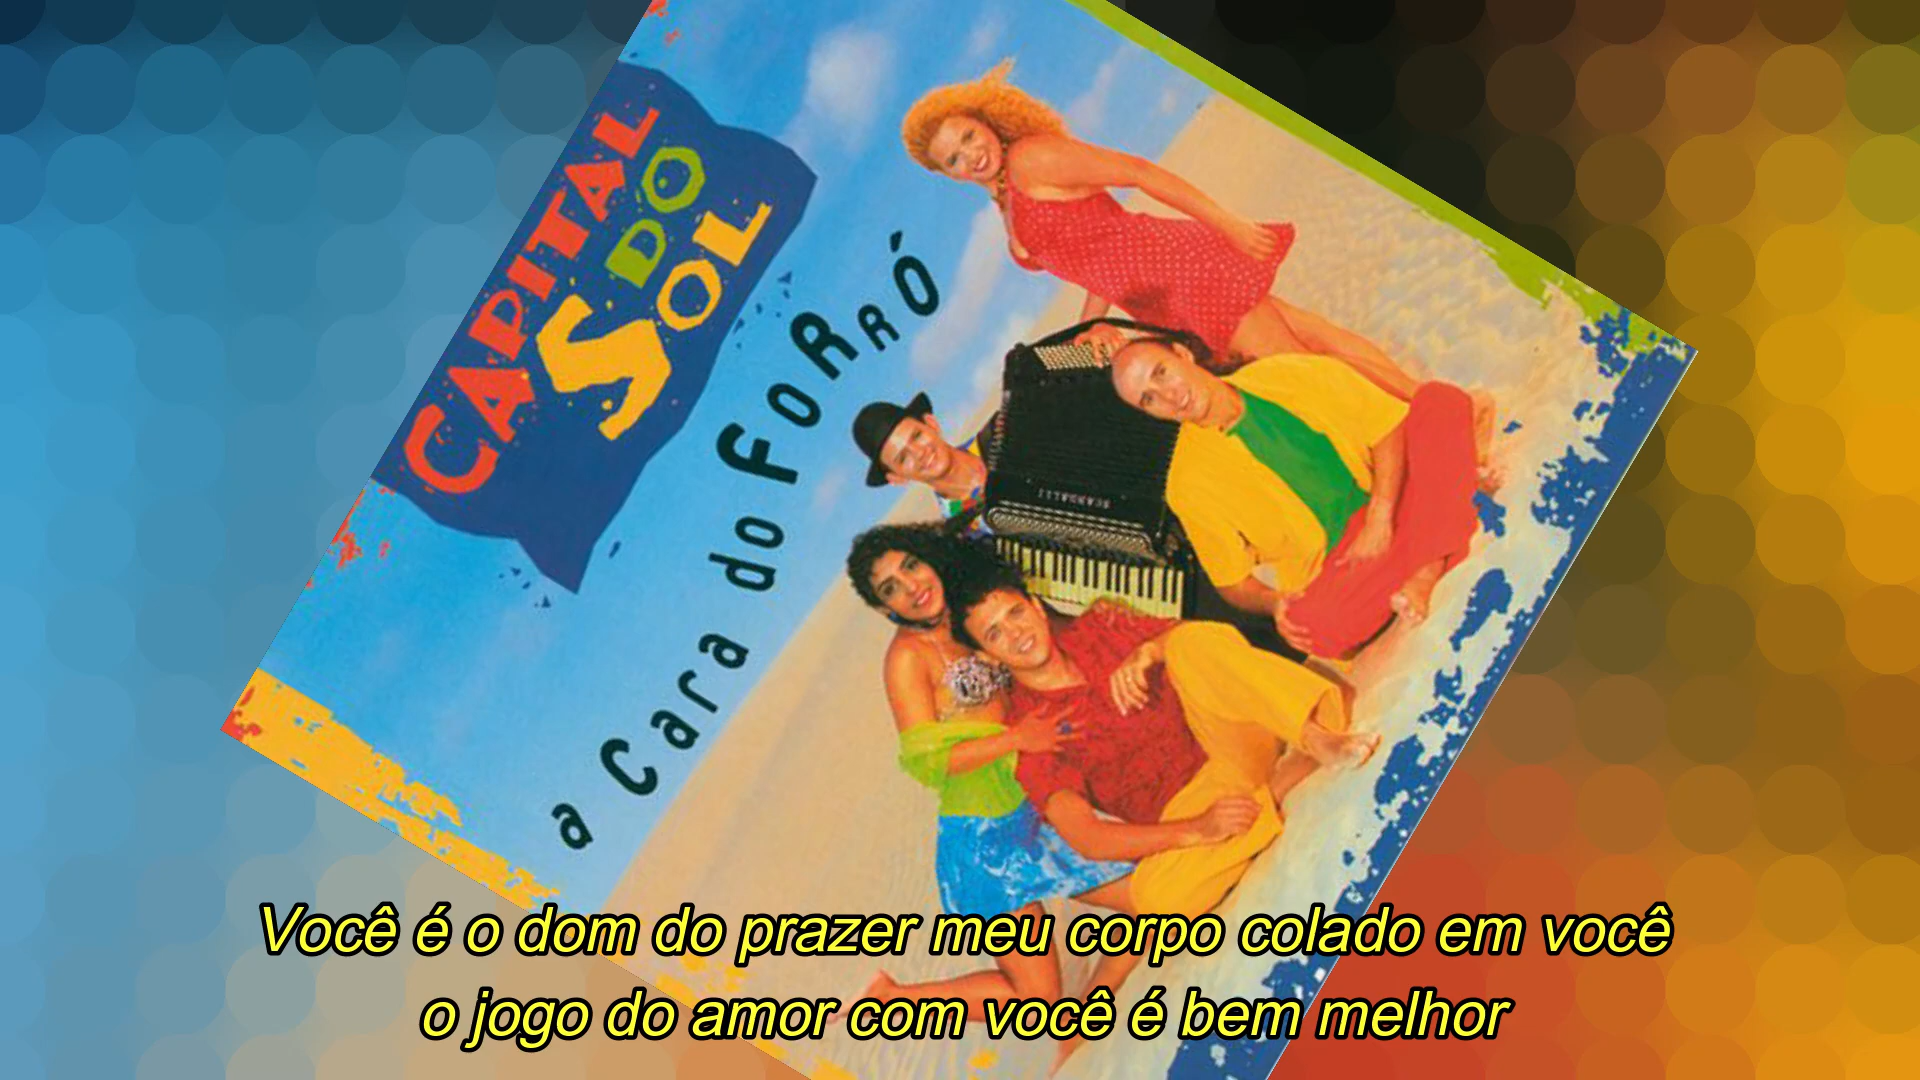 CAPITAL
DO
SOL
a Cara do FoRRÓ
SCANDALLI
Você é o dom do prazer meu corpo colado em você
o jogo do amor com você é bem melhor